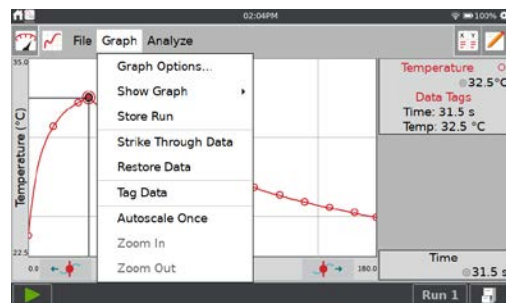 02:04PM
100%
File Graph Analyze
X Y
Graph Options...
Show Graph
Store Run
Strike Through Data
Restore Data
Tag Data
Autoscale Once
Zoom In
Zoom Out
35.0
Temperature (°C)
22.5
0.0
180.0
Temperature
32.5°C
Data Tags
Time: 31.5 s
Temp: 32.5 °C
Time
31.5 s
Run 1